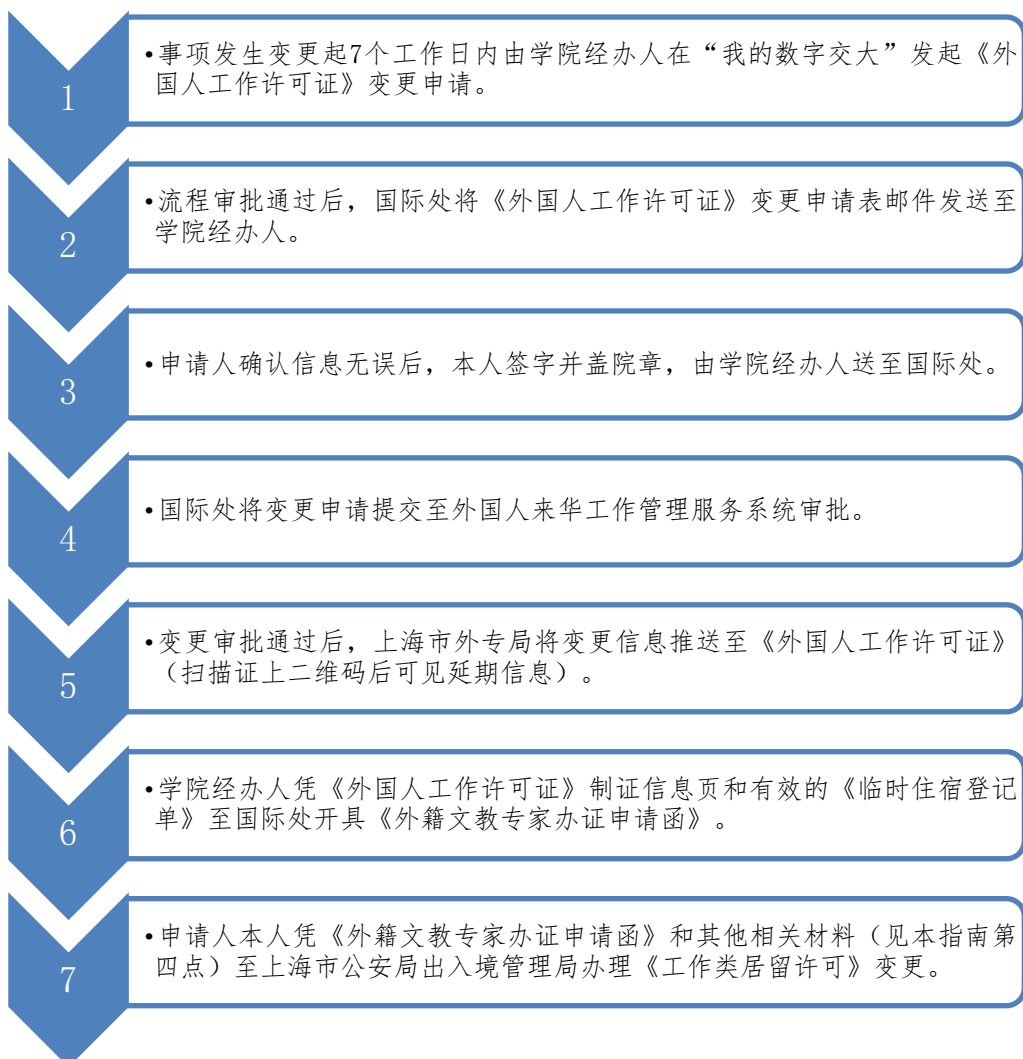 1
•事项发生变更起7个工作日内由学院经办人在“我的数字交大”发起《外
国人工作许可证》变更申请。
2
•流程审批通过后，国际处将《外国人工作许可证》变更申请表邮件发送至
学院经办人。
3
•申请人确认信息无误后，本人签字并盖院章，由学院经办人送至国际处。
4
•国际处将变更申请提交至外国人来华工作管理服务系统审批。
5
•变更审批通过后，上海市外专局将变更信息推送至《外国人工作许可证》
（扫描证上二维码后可见延期信息）。
6
•学院经办人凭《外国人工作许可证》制证信息页和有效的《临时住宿登记
单》至国际处开具《外籍文教专家办证申请函》。
7
•申请人本人凭《外籍文教专家办证申请函》和其他相关材料（见本指南第
四点）至上海市公安局出入境管理局办理《工作类居留许可》变更。